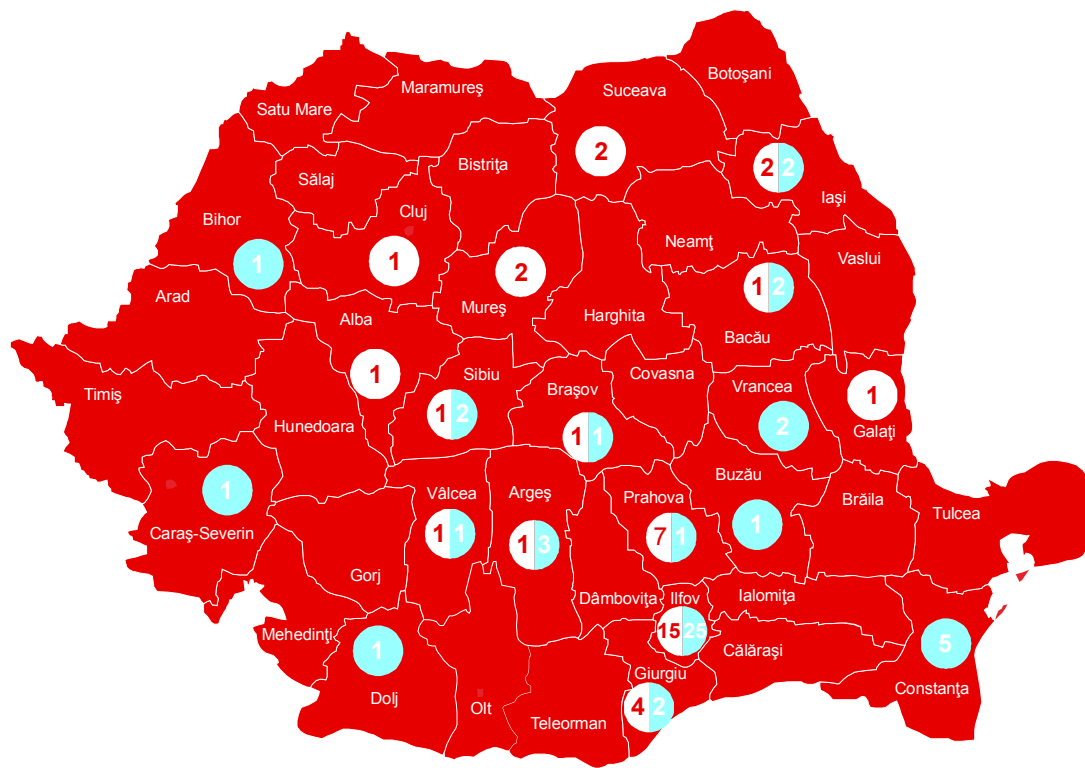 Botoşani
Maramureş
Suceava
Satu Mare
2
Bistriţa
2 2
Sălaj
Iaşi
Cluj
Bihor
Neamţ
Vaslui
1
1
2
1 2
Arad
Mureş
Harghita
Alba
Bacău
1
Sibiu
Covasna
Vrancea
Braşov
Timiş
1
1 2
2
Hunedoara
Galaţi
1 1
Buzău
1
Vâlcea
Argeş
Prahova
Brăila
Tulcea
1
Caraş-Severin
1 1
1 3
7 1
Gorj
Dâmboviţa
Ilfov
Ialomiţa
15 25
Mehedinţi
1
Călăraşi
5
Giurgiu
Constanţa
Dolj
Olt
4 2
Teleorman